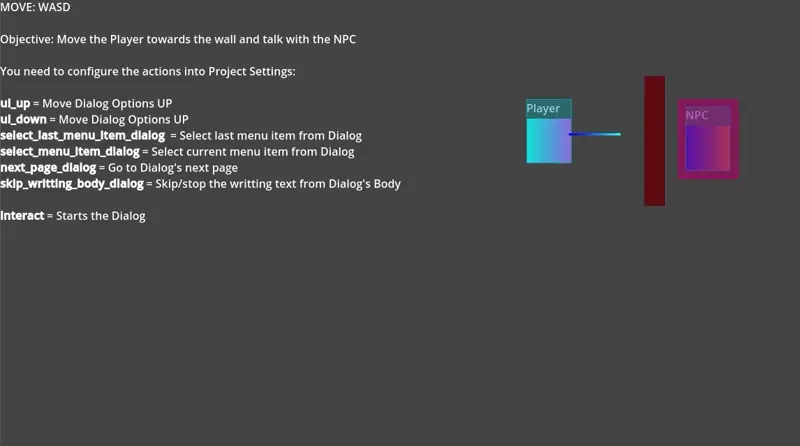 MOVE: WASD
Objective: Move the Player towards the wall and talk with the NPC
You need to configure the actions into Project Settings:
ui_up = Move Dialog Options UP
ui_down = Move Dialog Options UP
select_last_menu_item_dialog = Select last menu item from Dialog
select_menu_item_dialog = Select current menu item from Dialog
next_page_dialog = Go to Dialog's next page
skip_writting_body_dialog = Skip/stop the writting text from Dialog's Body
interact = Starts the Dialog
Player
NPC